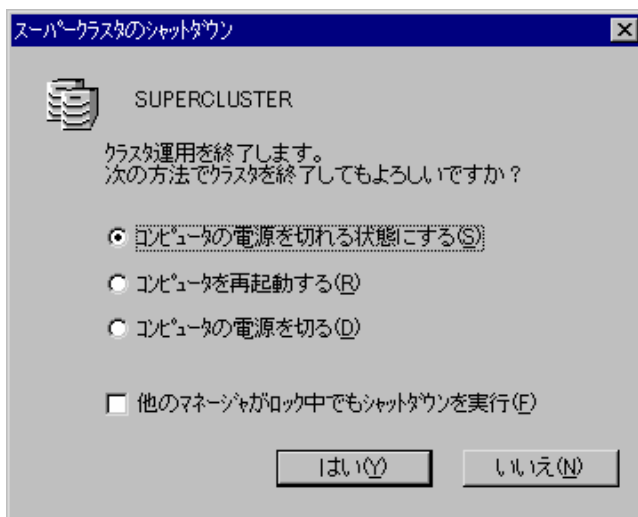 スーパークラスタのシャットダウン
SUPERCLUSTER
クラスタ運用を終了します。
次の方法でクラスタを終了してもよろしいですか？
コンピュータの電源を切れる状態にする(S)
コンピュータを再起動する(R)
コンピュータの電源を切る(D)
他のマネージャがロック中でもシャットダウンを実行(F)
はい(Y)
いいえ(N)